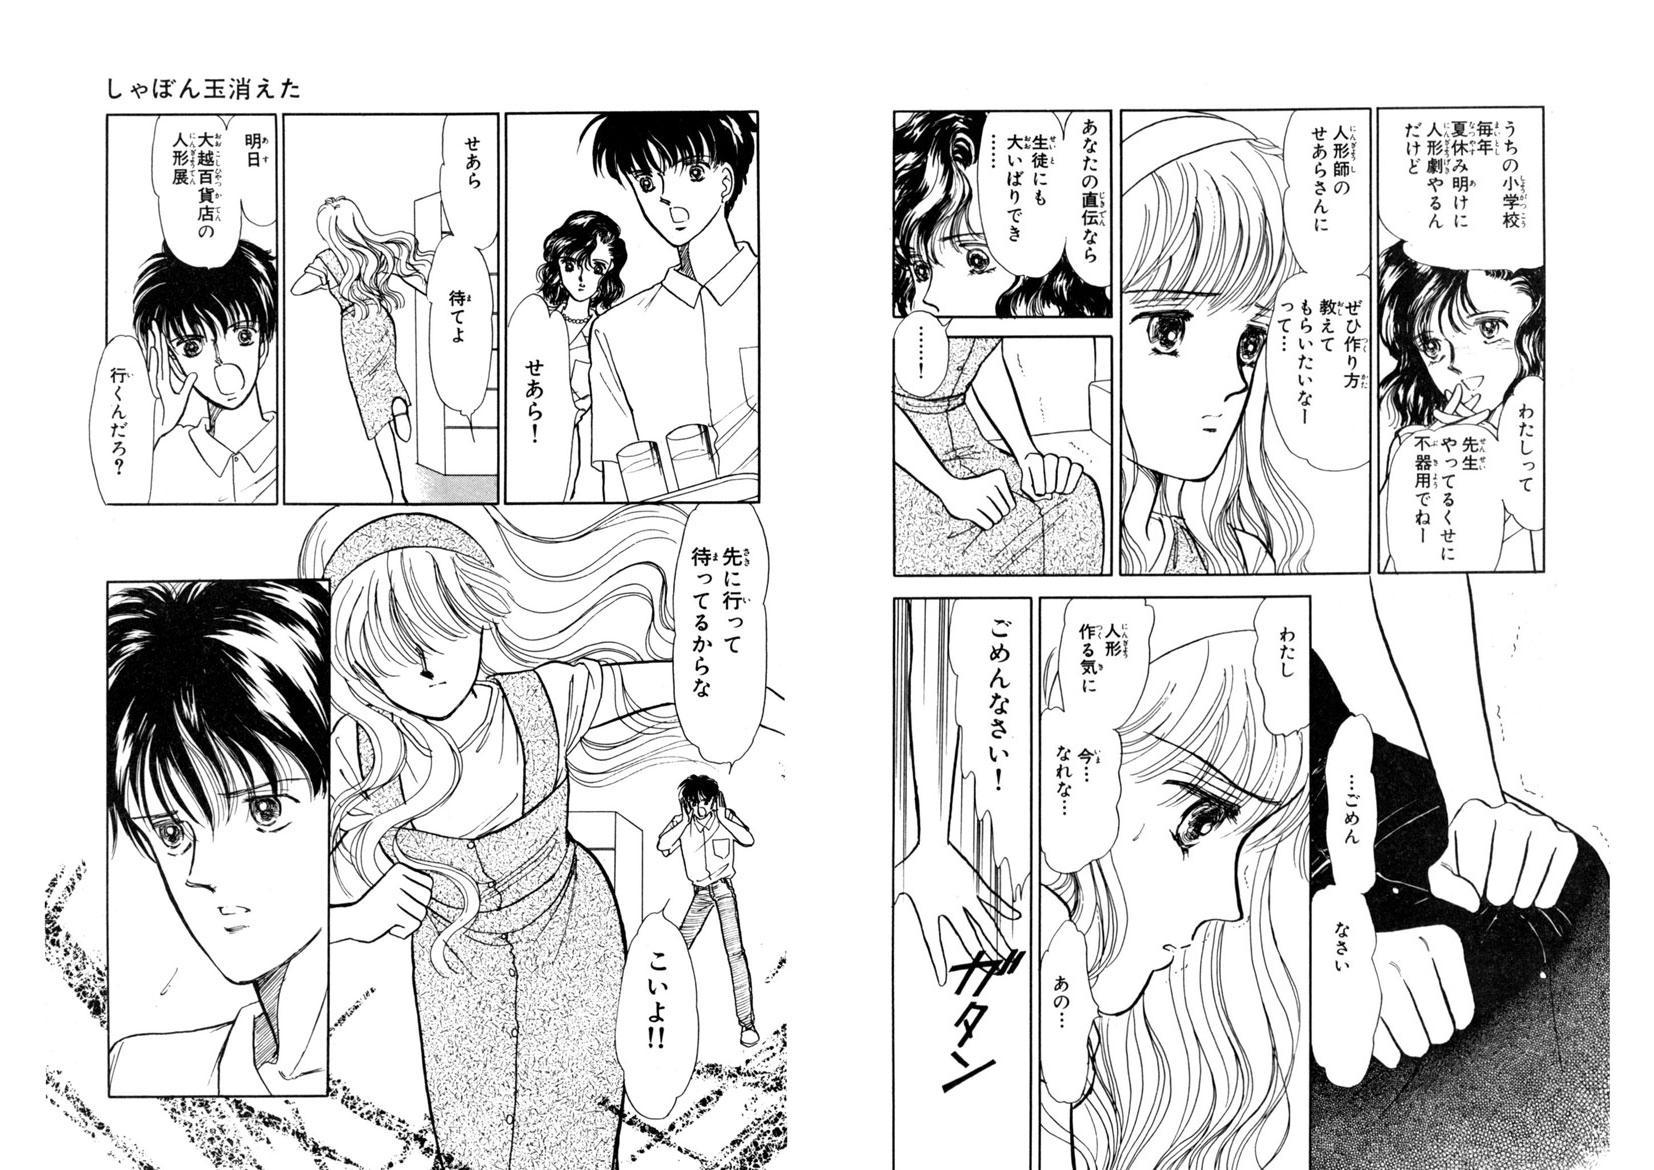 うちの小学校
毎年
夏休み明けに
人形劇やるん
だけど
わたしって
先生
やってるくせに
不器用でねー
人形師の
せあらさんに
ぜひ作り方
教えて
もらいたいなー
って…
あなたの直伝なら
生徒にも
大いばりでき
……
……！
…ごめん
なさい
わたし
人形
作る気に
今…
なれな…
あの…
ごめんなさい！
ガタン
しゃぼん玉消えた
せあら！
せあら
待てよ
明日
大越百貨店の
人形展
行くんだろ？
先に行って
待ってるからな
こいよ!!